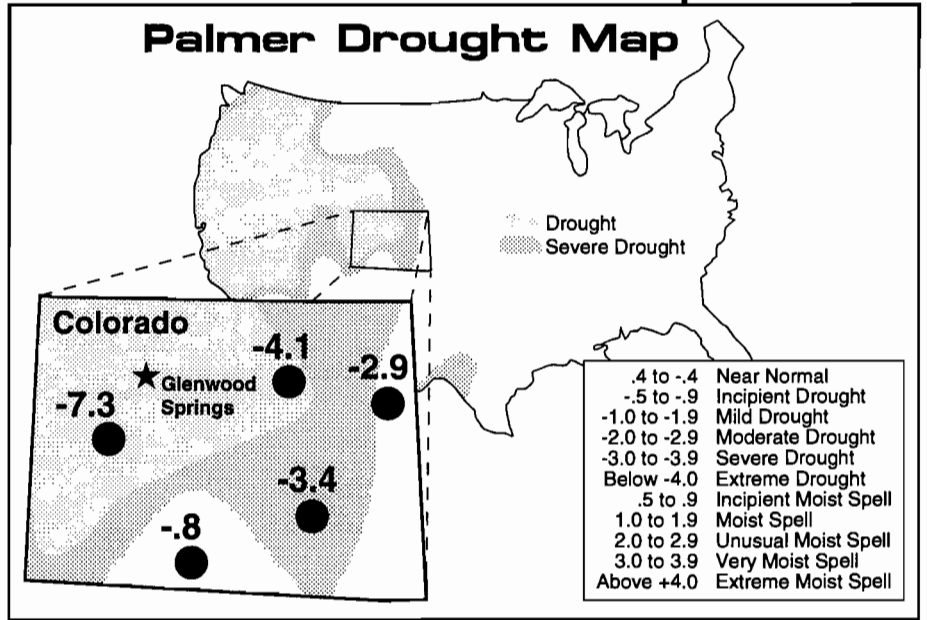 Palmer Drought Map
Drought
Severe Drought
Colorado
-4.1
-2.9
Glenwood
Springs
-7.3
-3.4
-.8
.4 to -.4 Near Normal
-.5 to -.9 Incipient Drought
-1.0 to -1.9 Mild Drought
-2.0 to -2.9 Moderate Drought
-3.0 to -3.9 Severe Drought
Below -4.0 Extreme Drought
.5 to .9 Incipient Moist Spell
1.0 to 1.9 Moist Spell
2.0 to 2.9 Unusual Moist Spell
3.0 to 3.9 Very Moist Spell
Above +4.0 Extreme Moist Spell